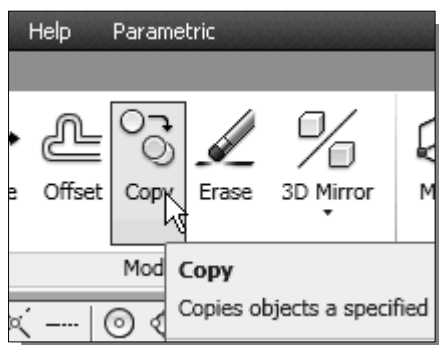 Help Parametric
Offset Copy Erase 3D Mirror
Copy
Copies objects a specified